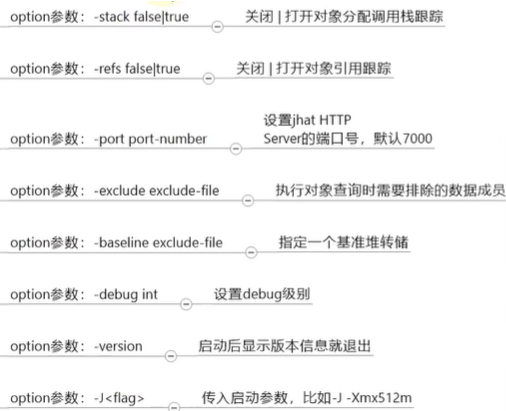 option参数：-stack false|true 关闭 | 打开对象分配调用栈跟踪
option参数：-refs false|true 关闭 | 打开对象引用跟踪
option参数：-port port-number 设置jhat HTTP
Server的端口号，默认7000
option参数：-exclude exclude-file 执行对象查询时需要排除的数据成员
option参数：-baseline exclude-file 指定一个基准堆转储
option参数：-debug int 设置debug级别
option参数：-version 启动后显示版本信息就退出
option参数：-J<flag> 传入启动参数，比如-J -Xmx512m